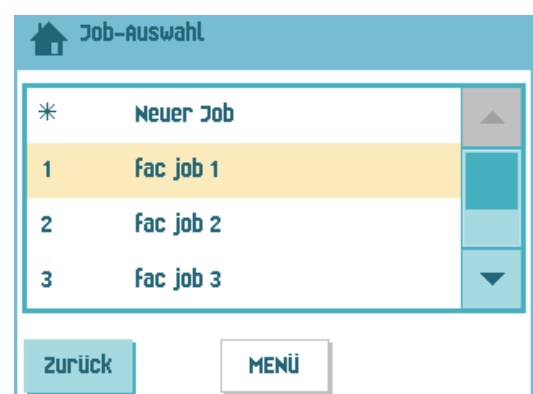 Job-Auswahl
* Neuer Job
1 fac job 1
2 fac job 2
3 fac job 3
zurück MENÜ